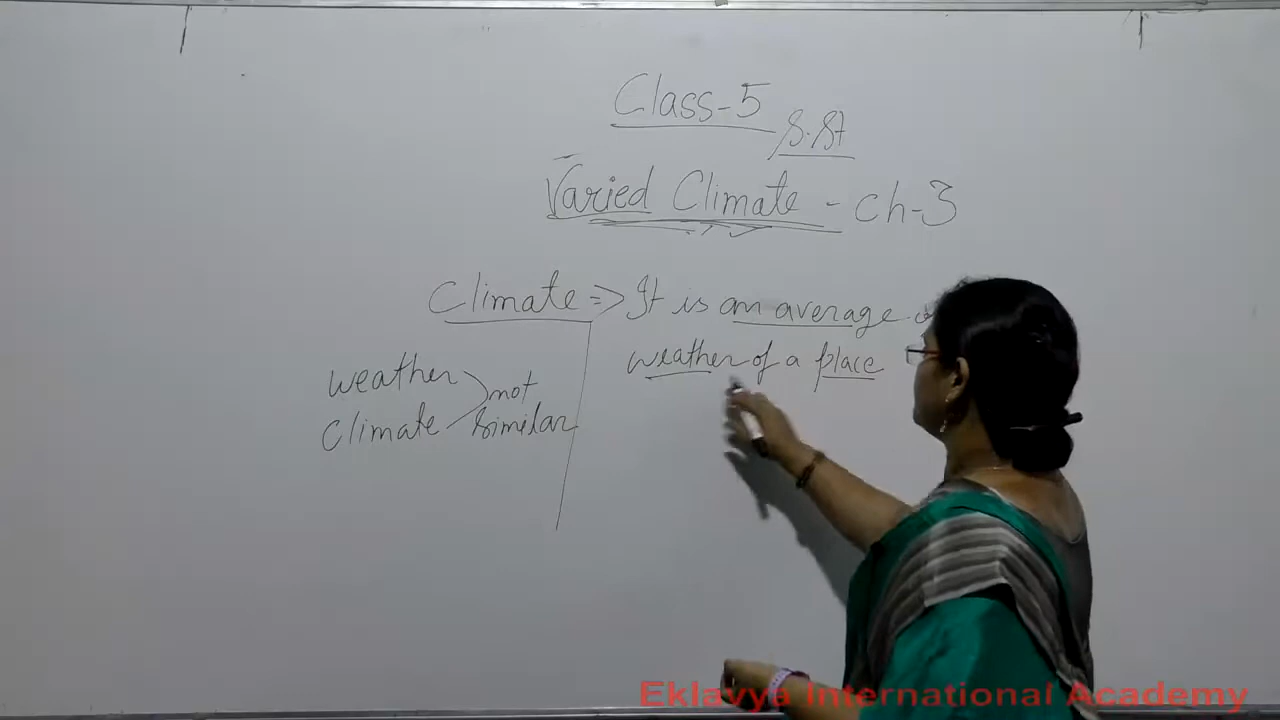 Class-5
S.St
Varied Climate - Ch-3
Climate => It is an average
weather of a place
weather
climate
not
similar
Eklavya International Academy